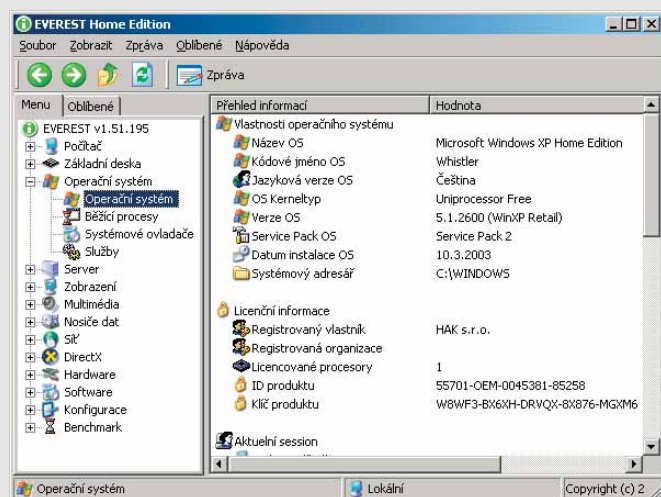 EVEREST Home Edition
Soubor Zobrazit Zpráva Oblíbené Nápověda
Zpráva
Menu Oblíbené
Přehled informací Hodnota
EVEREST v1.51.195
Počítač
Základní deska
Operační systém
Operační systém
Běžící procesy
Systémové ovladače
Služby
Server
Zobrazení
Multimédia
Nosiče dat
Síť
DirectX
Hardware
Software
Konfigurace
Benchmark
Vlastnosti operačního systému
Název OS Microsoft Windows XP Home Edition
Kódové jméno OS Whistler
Jazyková verze OS Čeština
OS Kerneltyp Uniprocessor Free
Verze OS 5.1.2600 (WinXP Retail)
Service Pack OS Service Pack 2
Datum instalace OS 10.3.2003
Systémový adresář C:\WINDOWS
Licenční informace
Registrovaný vlastník HAK s.r.o.
Registrovaná organizace
Licencované procesory 1
ID produktu 55701-OEM-0045381-85258
Klíč produktu W8WF3-BX6XH-DRVQX-8X876-MGXM6
Aktuelní session
Operační systém Lokální Copyright (c) 2